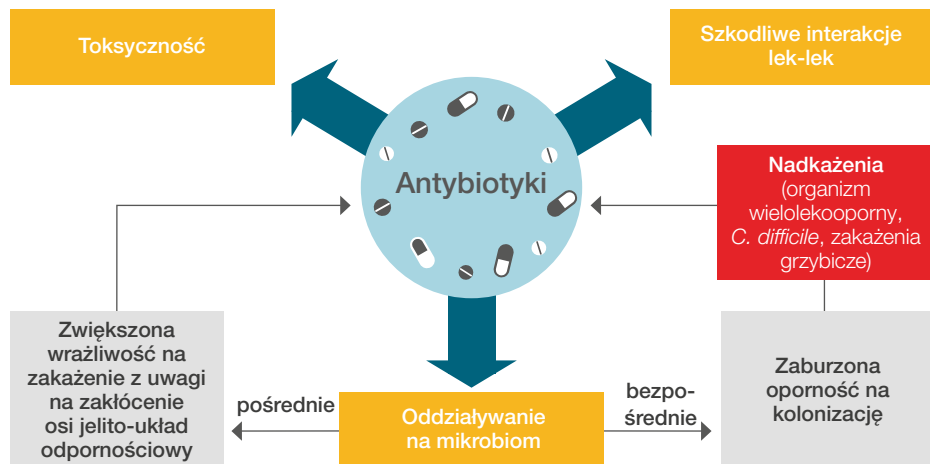 Toksyczność
Szkodliwe interakcje
lek-lek
Antybiotyki
Nadkażenia
(organizm
wielolekooporny,
C. difficile, zakażenia
grzybicze)
Zwiększona
wrażliwość na
zakażenie z uwagi
na zakłócenie
osi jelito-układ
odpornościowy
pośrednie
Oddziaływanie
na mikrobiom
bezpo-
średnie
Zaburzona
oporność na
kolonizację